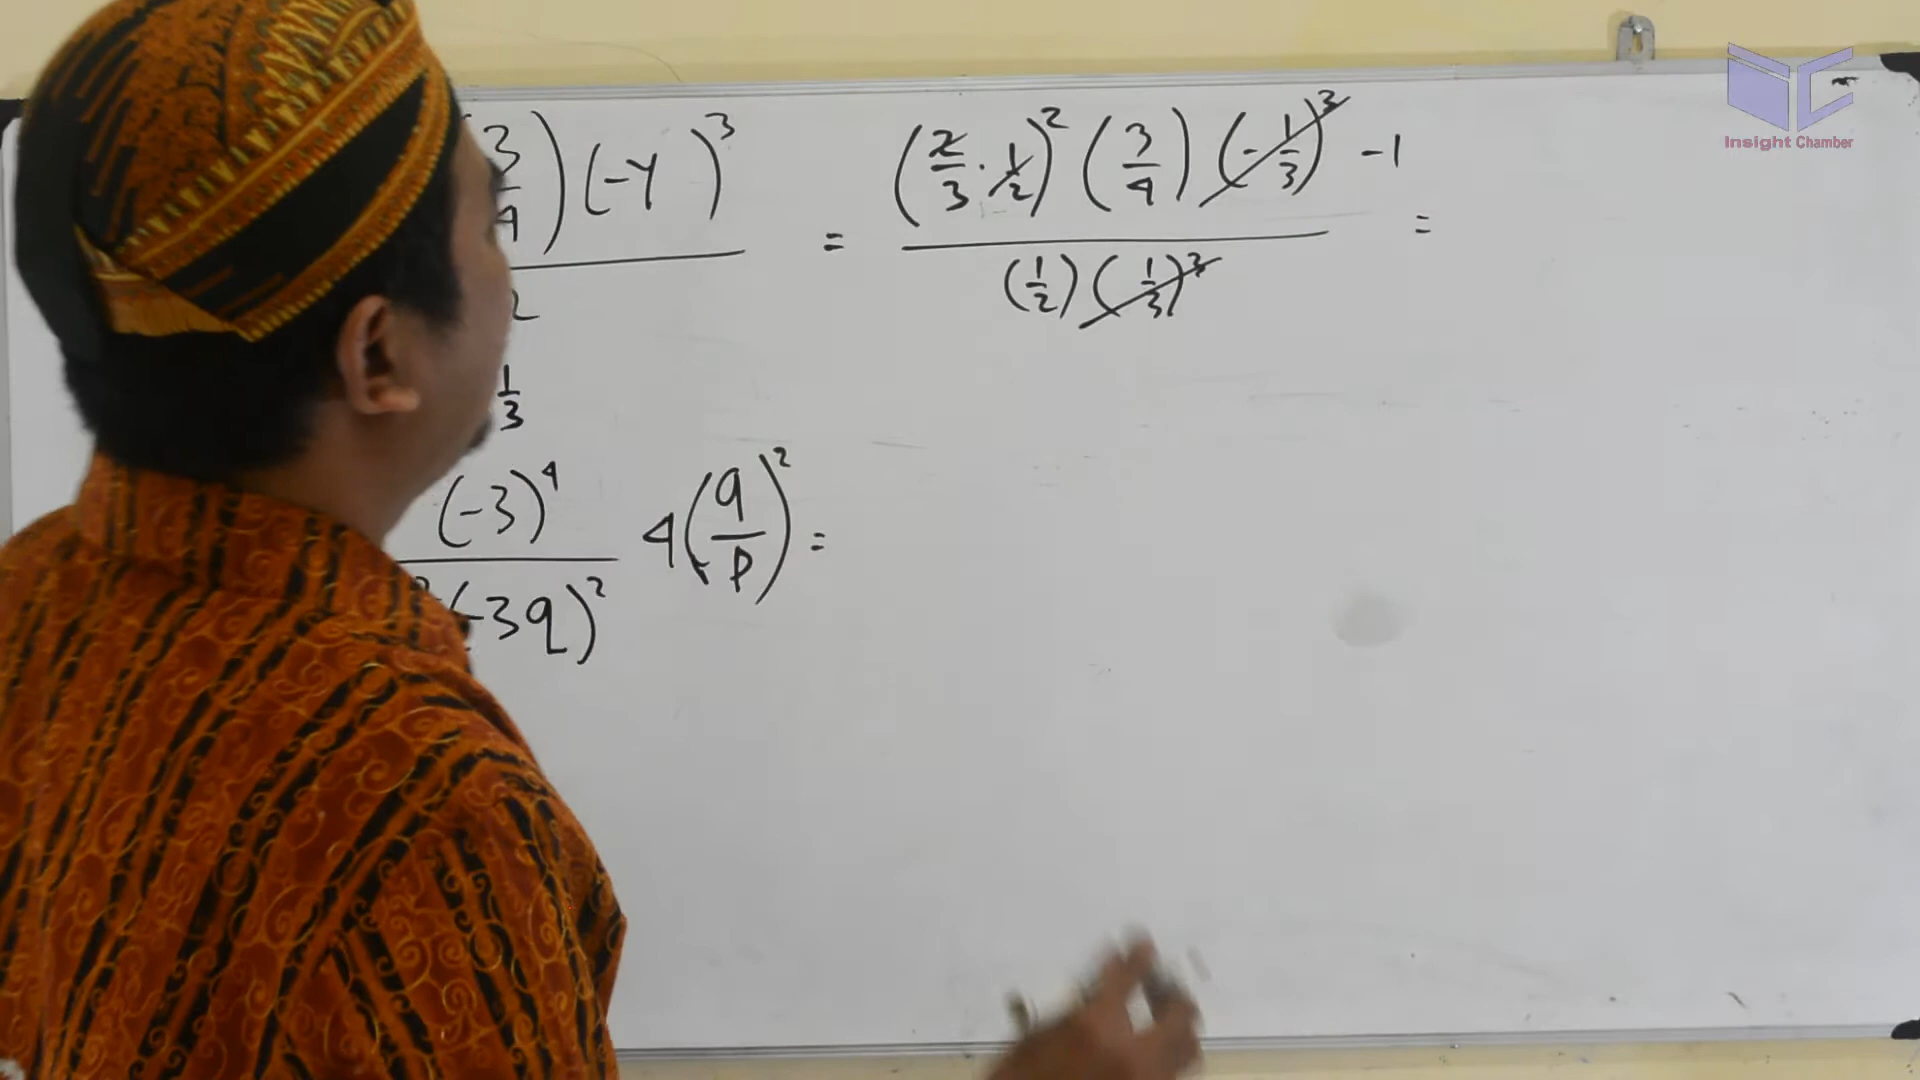 3/4)(-y)^3 = (2/3 · 1/2)^2 (3/4) (-1/3)^3 -1 / (1/2)(1/3)^3 =
2
1/3
(-3)^4 / (-3q)^2 4(q/p)^2 =
Insight Chamber